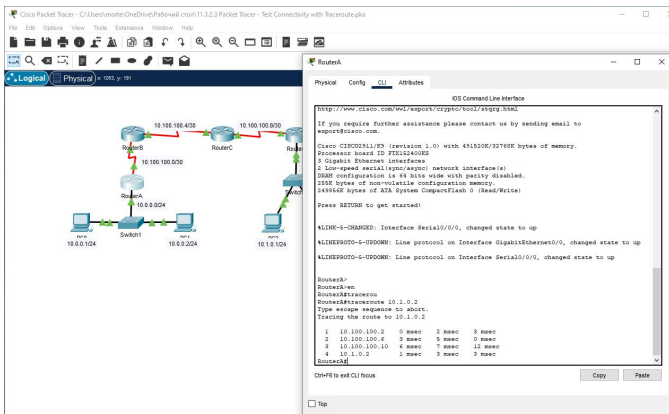 Cisco Packet Tracer - C:\Users\morte\OneDrive\Рабочий стол\11.3.2.3 Packet Tracer - Test Connectivity with Traceroute.pka
File Edit Options View Tools Extensions Window Help
Logical Physical x: 1083, y: 191
10.100.100.4/30
10.100.100.8/30
RouterB
RouterC
10.100.100.0/30
RouterA
10.0.0.0/24
Switch1
10.0.0.1/24
10.0.0.2/24
10.1.0.1/24
RouterA
Physical Config CLI Attributes
IOS Command Line Interface
http://www.cisco.com/wwl/export/crypto/tool/stqrg.html
If you require further assistance please contact us by sending email to
export@cisco.com.
Cisco CISCO2911/K9 (revision 1.0) with 491520K/32768K bytes of memory.
Processor board ID FTX152400KS
3 Gigabit Ethernet interfaces
2 Low-speed serial(sync/async) network interface(s)
DRAM configuration is 64 bits wide with parity disabled.
255K bytes of non-volatile configuration memory.
249856K bytes of ATA System CompactFlash 0 (Read/Write)
Press RETURN to get started!
%LINK-5-CHANGED: Interface Serial0/0/0, changed state to up
%LINEPROTO-5-UPDOWN: Line protocol on Interface GigabitEthernet0/0, changed state to up
%LINEPROTO-5-UPDOWN: Line protocol on Interface Serial0/0/0, changed state to up
RouterA>
RouterA>en
RouterA#tracerou
RouterA#traceroute 10.1.0.2
Type escape sequence to abort.
Tracing the route to 10.1.0.2
1 10.100.100.2 0 msec 2 msec 3 msec
2 10.100.100.6 3 msec 5 msec 0 msec
3 10.100.100.10 6 msec 7 msec 12 msec
4 10.1.0.2 1 msec 3 msec 3 msec
RouterA#
Ctrl+F6 to exit CLI focus
Copy Paste
Top